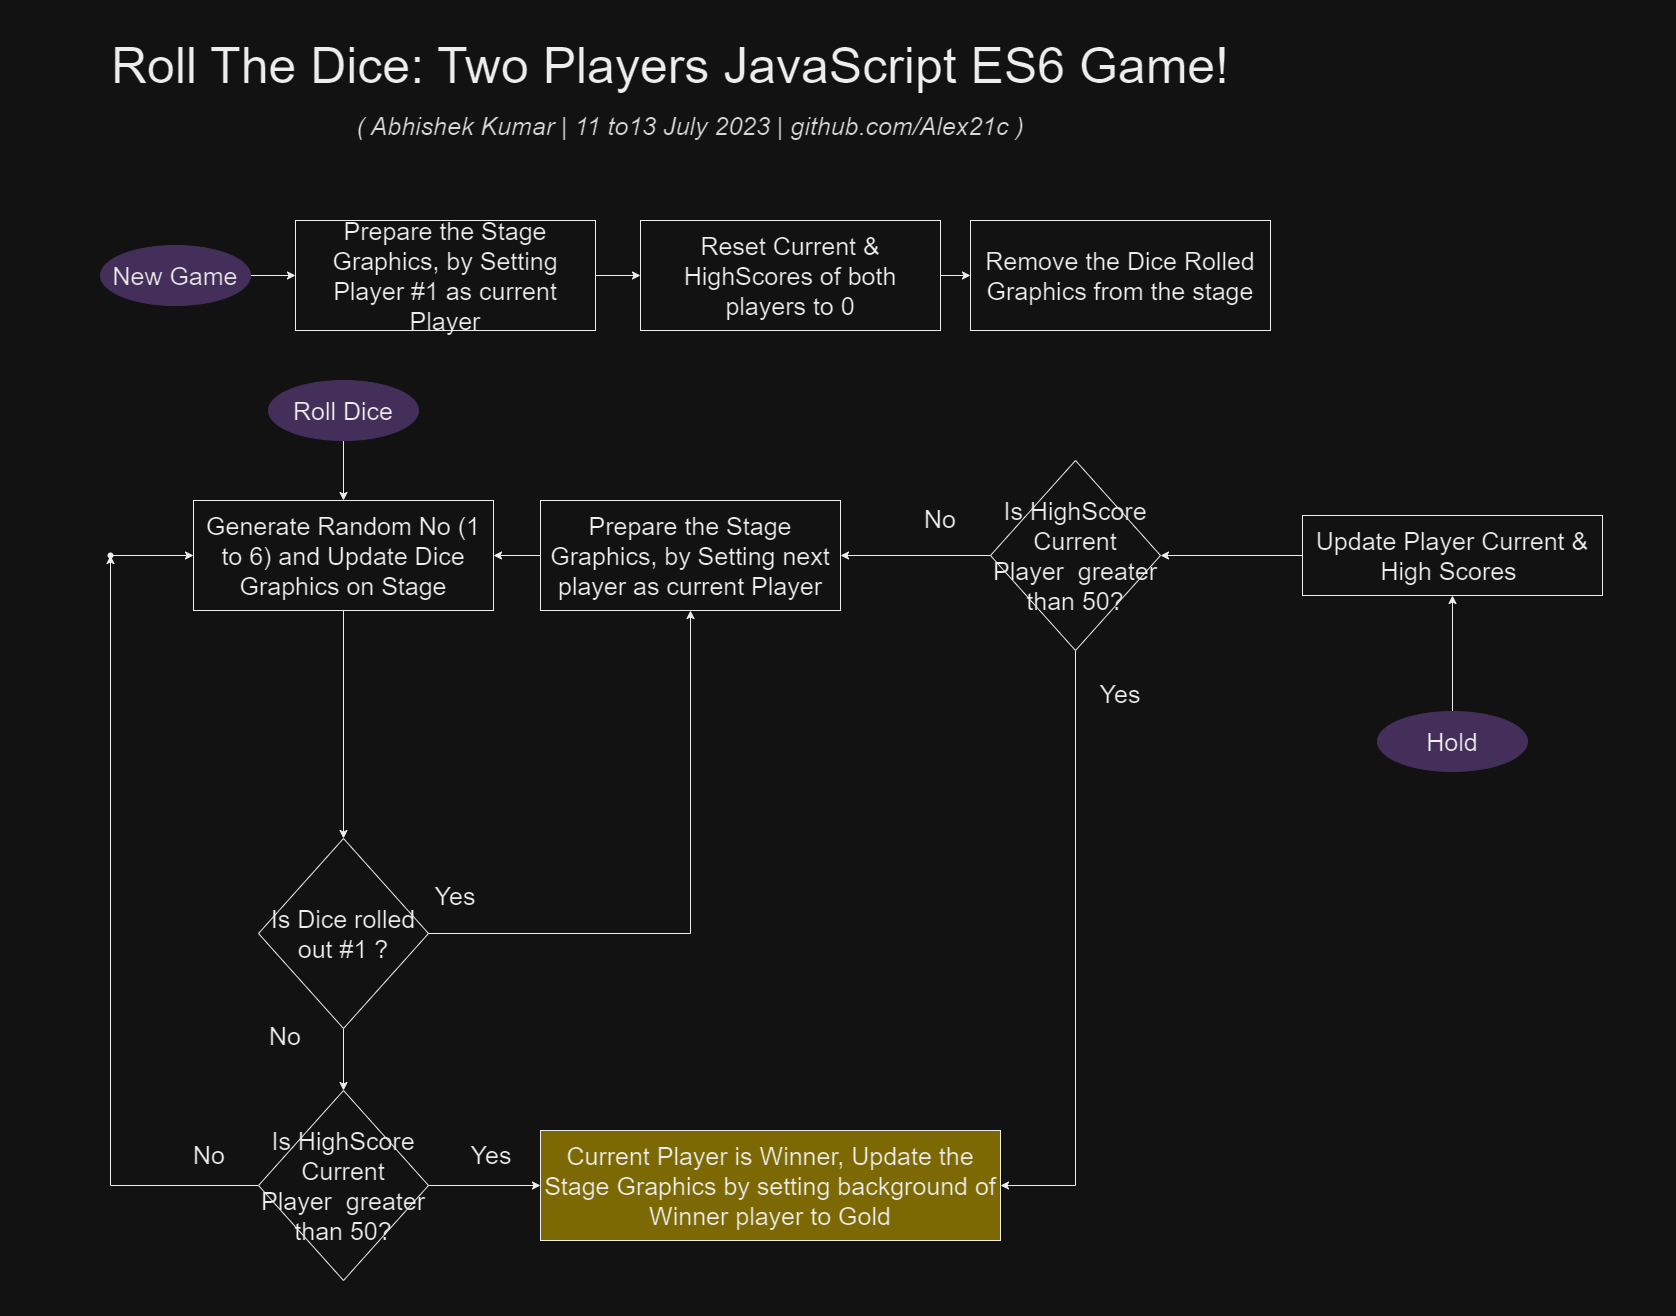 Roll The Dice: Two Players JavaScript ES6 Game!
( Abhishek Kumar | 11 to13 July 2023 | github.com/Alex21c )
New Game
Prepare the Stage
Graphics, by Setting
Player #1 as current
Player
Reset Current &
HighScores of both
players to 0
Remove the Dice Rolled
Graphics from the stage
Roll Dice
Generate Random No (1
to 6) and Update Dice
Graphics on Stage
Prepare the Stage
Graphics, by Setting next
player as current Player
No
Is HighScore
Current
Player  greater
than 50?
Update Player Current &
High Scores
Yes
Hold
Is Dice rolled
out #1 ?
Yes
No
Is HighScore
Current
Player  greater
than 50?
No
Yes
Current Player is Winner, Update the
Stage Graphics by setting background of
Winner player to Gold